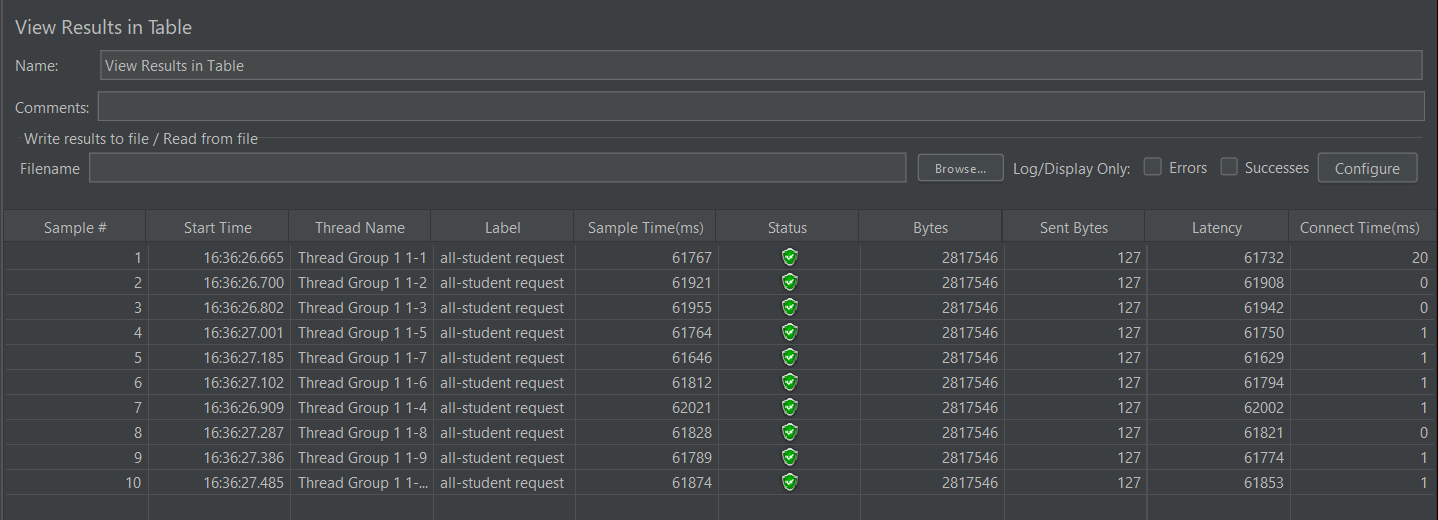 View Results in Table
Name: View Results in Table
Comments:
Write results to file / Read from file
Filename Browse... Log/Display Only: Errors Successes Configure
Sample # Start Time Thread Name Label Sample Time(ms) Status Bytes Sent Bytes Latency Connect Time(ms)
1 16:36:26.665 Thread Group 1 1-1 all-student request 61767 2817546 127 61732 20
2 16:36:26.700 Thread Group 1 1-2 all-student request 61921 2817546 127 61908 0
3 16:36:26.802 Thread Group 1 1-3 all-student request 61955 2817546 127 61942 0
4 16:36:27.001 Thread Group 1 1-5 all-student request 61764 2817546 127 61750 1
5 16:36:27.185 Thread Group 1 1-7 all-student request 61646 2817546 127 61629 1
6 16:36:27.102 Thread Group 1 1-6 all-student request 61812 2817546 127 61794 1
7 16:36:26.909 Thread Group 1 1-4 all-student request 62021 2817546 127 62002 1
8 16:36:27.287 Thread Group 1 1-8 all-student request 61828 2817546 127 61821 0
9 16:36:27.386 Thread Group 1 1-9 all-student request 61789 2817546 127 61774 1
10 16:36:27.485 Thread Group 1 1-... all-student request 61874 2817546 127 61853 1